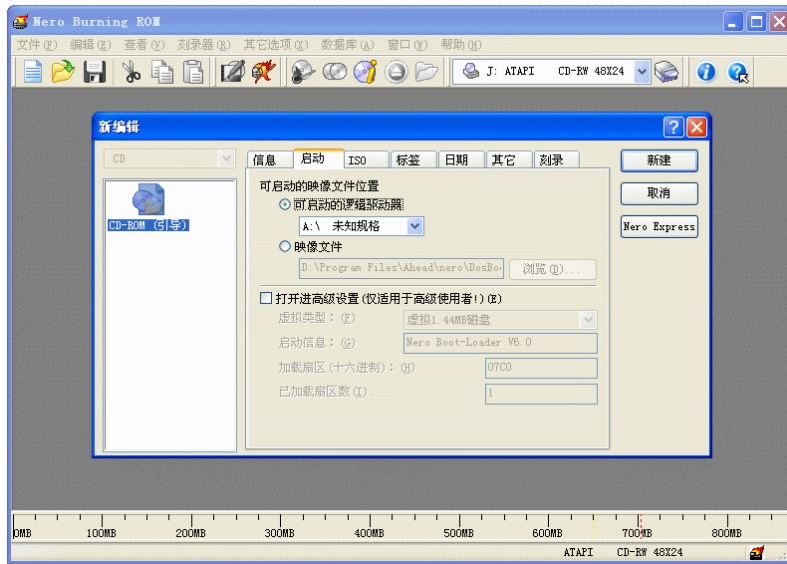 Nero Burning ROM
文件(F) 编辑(E) 查看(V) 刻录器(R) 其它选项(X) 数据库(A) 窗口(W) 帮助(H)
J: ATAPI CD-RW 48X24
新编辑
CD
信息 启动 ISO 标签 日期 其它 刻录
新建
可启动的映像文件位置
取消
可启动的逻辑驱动器
CD-ROM (引导)
A:\ 未知规格
Nero Express
映像文件
D:\Program Files\Ahead\nero\DosBo
浏览(O)...
打开进高级设置(仅适用于高级使用者!)(E)
虚拟类型：(F) 虚拟1.44MB磁盘
启动信息：(G) Nero Boot-Loader V6.0
加载扇区(十六进制)：(H) 07C0
已加载扇区数(I): 1
0MB 100MB 200MB 300MB 400MB 500MB 600MB 700MB 800MB
ATAPI CD-RW 48X24